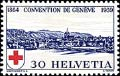 1864 CONVENTION DE GENÈVE 1939
30 HELVETIA